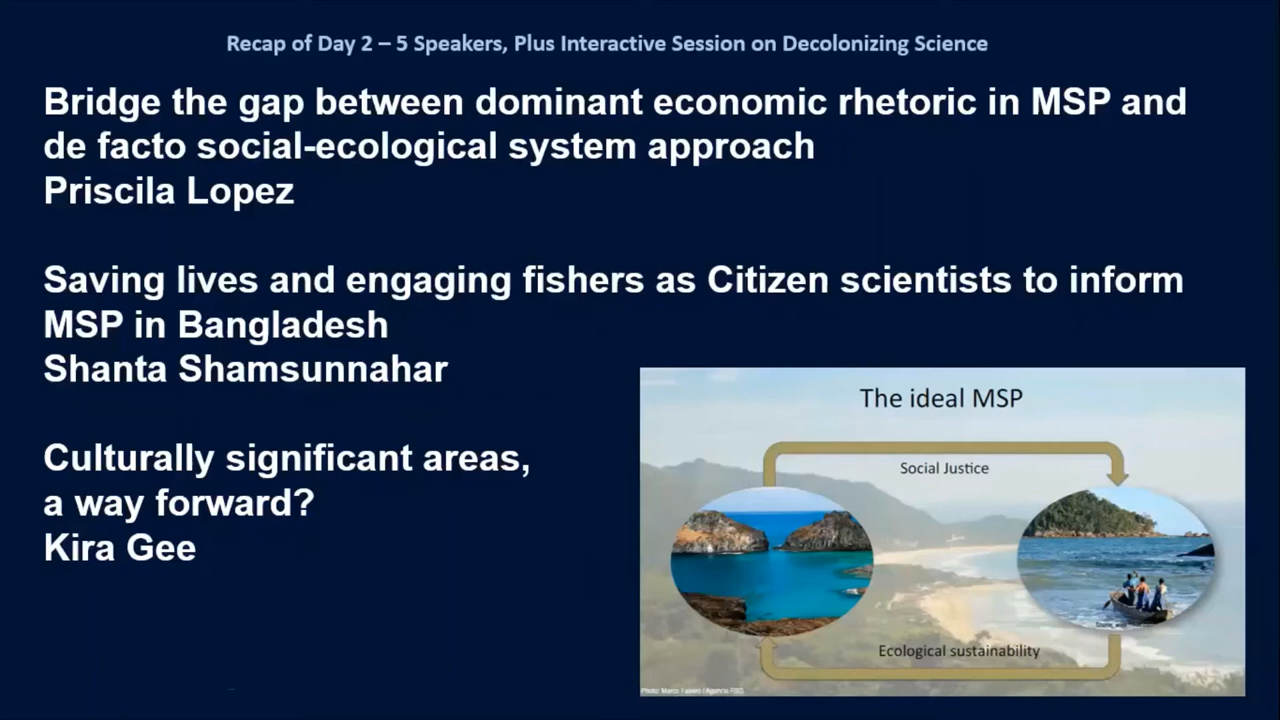 Recap of Day 2 – 5 Speakers, Plus Interactive Session on Decolonizing Science
Bridge the gap between dominant economic rhetoric in MSP and
de facto social-ecological system approach
Priscila Lopez
Saving lives and engaging fishers as Citizen scientists to inform
MSP in Bangladesh
Shanta Shamsunnahar
Culturally significant areas,
a way forward?
Kira Gee
The ideal MSP
Social Justice
Ecological sustainability